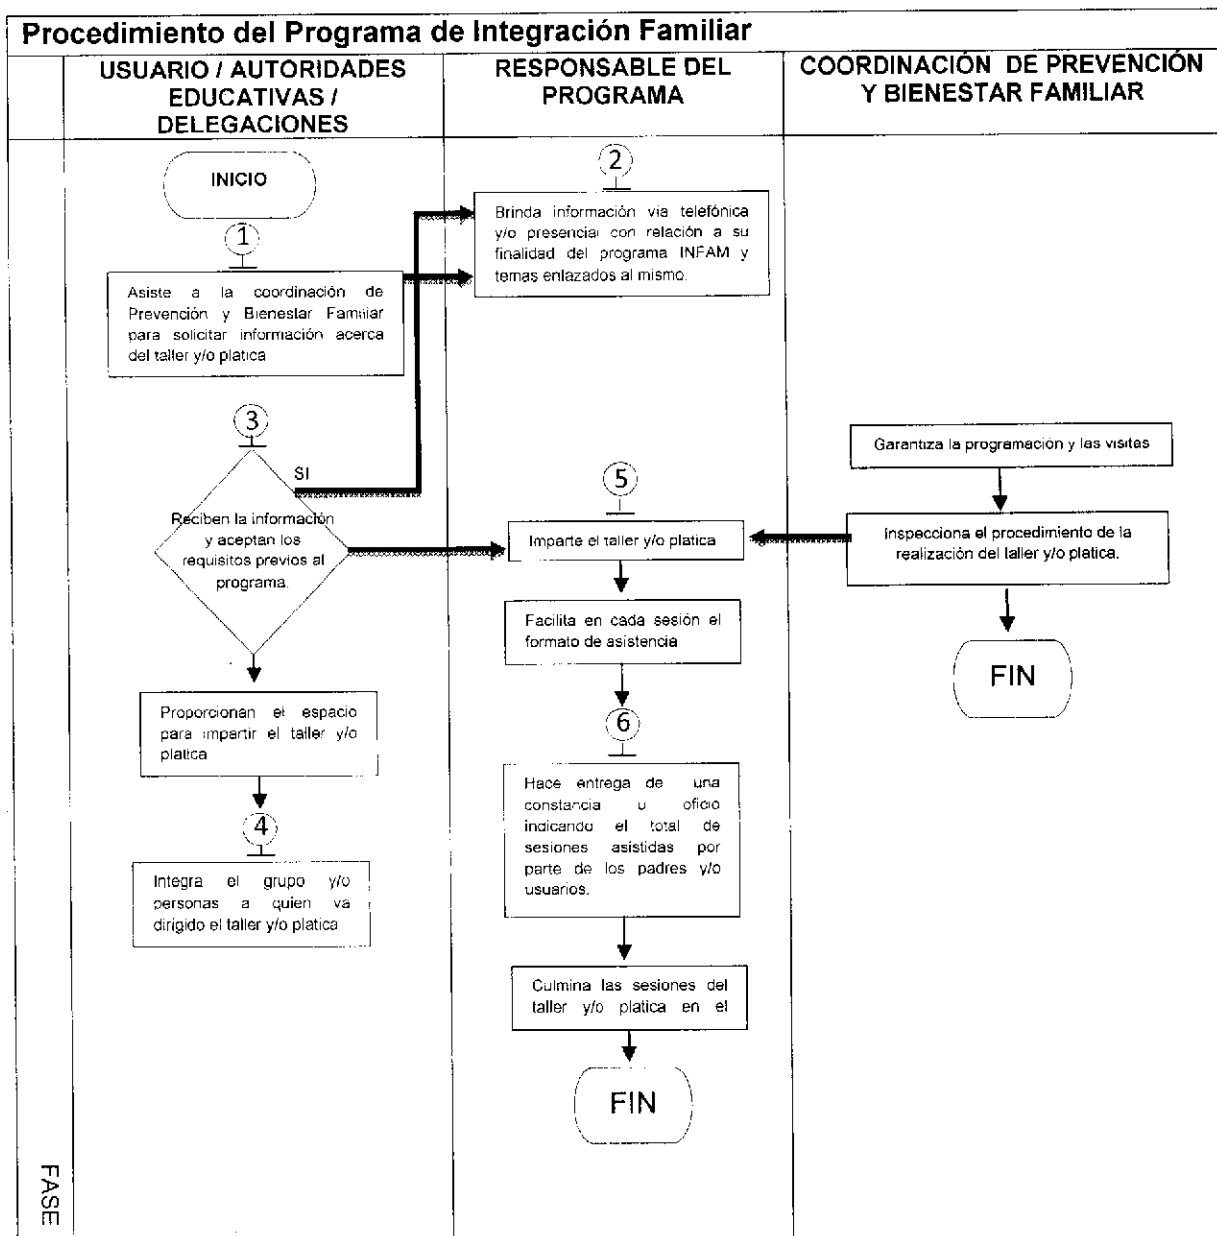 Procedimiento del Programa de Integración Familiar
USUARIO / AUTORIDADES
EDUCATIVAS /
DELEGACIONES
RESPONSABLE DEL
PROGRAMA
COORDINACIÓN DE PREVENCIÓN
Y BIENESTAR FAMILIAR
INICIO
1
Asiste a la coordinación de
Prevención y Bienestar Familiar
para solicitar información acerca
del taller y/o platica
2
Brinda información via telefónica
y/o presencial con relación a su
finalidad del programa INFAM y
temas enlazados al mismo.
3
SI
Reciben la información
y aceptan los
requisitos previos al
programa.
Proporcionan el espacio
para impartir el taller y/o
platica
4
Integra el grupo y/o
personas a quien va
dirigido el taller y/o platica
5
Imparte el taller y/o platica
Facilita en cada sesión el
formato de asistencia
6
Hace entrega de una
constancia u oficio
indicando el total de
sesiones asistidas por
parte de los padres y/o
usuarios.
Culmina las sesiones del
taller y/o platica en el
FIN
Garantiza la programación y las visitas
Inspecciona el procedimiento de la
realización del taller y/o platica.
FIN
FASE